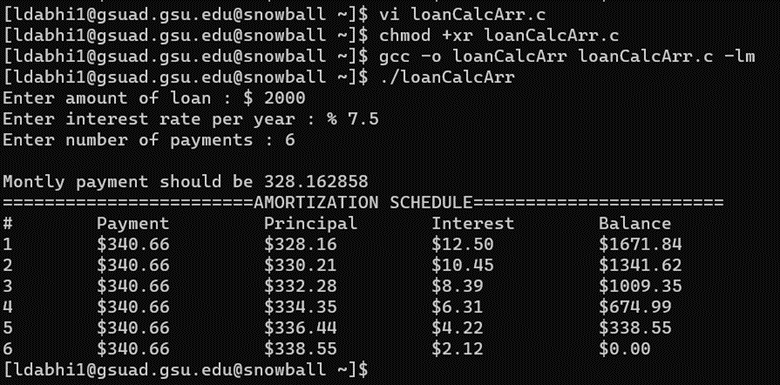 [ldabhi1@gsuad.gsu.edu@snowball ~]$ vi loanCalcArr.c
[ldabhi1@gsuad.gsu.edu@snowball ~]$ chmod +xr loanCalcArr.c
[ldabhi1@gsuad.gsu.edu@snowball ~]$ gcc -o loanCalcArr loanCalcArr.c -lm
[ldabhi1@gsuad.gsu.edu@snowball ~]$ ./loanCalcArr
Enter amount of loan : $ 2000
Enter interest rate per year : % 7.5
Enter number of payments : 6

Montly payment should be 328.162858
========================AMORTIZATION SCHEDULE========================
#        Payment         Principal       Interest        Balance
1        $340.66         $328.16         $12.50          $1671.84
2        $340.66         $330.21         $10.45          $1341.62
3        $340.66         $332.28         $8.39           $1009.35
4        $340.66         $334.35         $6.31           $674.99
5        $340.66         $336.44         $4.22           $338.55
6        $340.66         $338.55         $2.12           $0.00
[ldabhi1@gsuad.gsu.edu@snowball ~]$